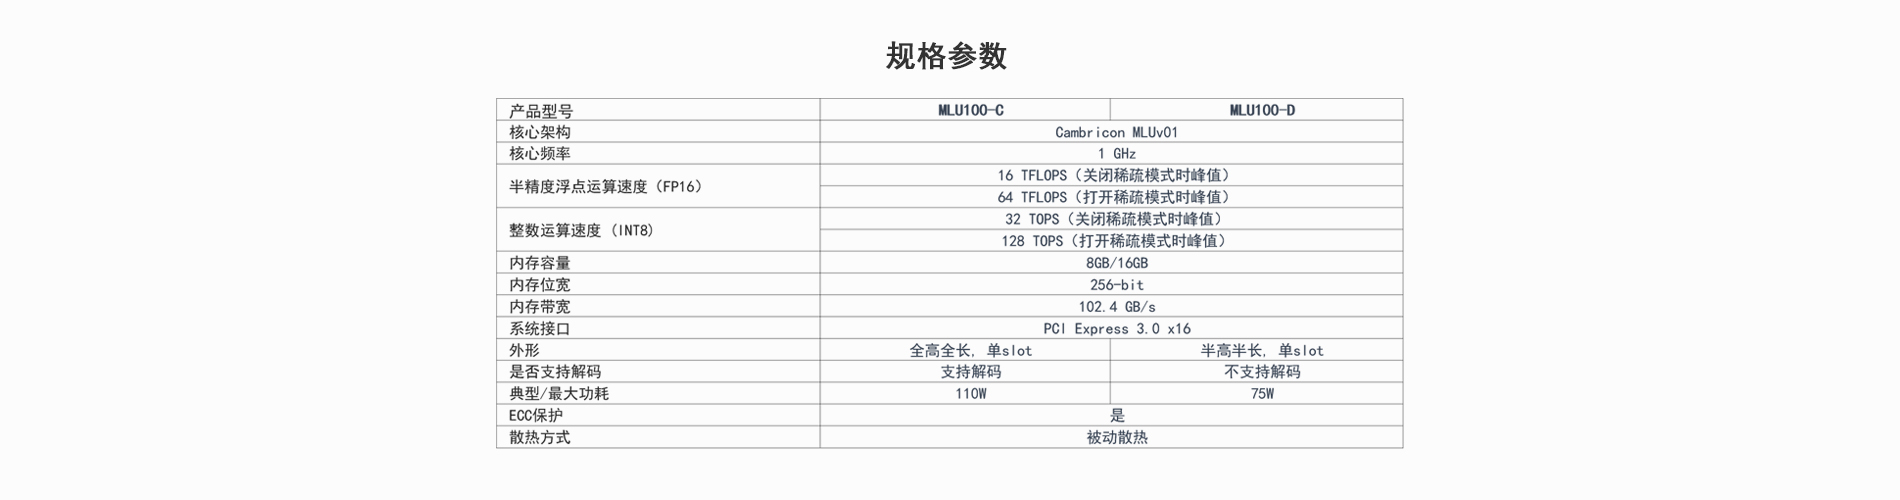 规格参数
产品型号 MLU100-C MLU100-D
核心架构 Cambricon MLUv01
核心频率 1 GHz
半精度浮点运算速度（FP16） 16 TFLOPS（关闭稀疏模式时峰值）
64 TFLOPS（打开稀疏模式时峰值）
整数运算速度（INT8） 32 TOPS（关闭稀疏模式时峰值）
128 TOPS（打开稀疏模式时峰值）
内存容量 8GB/16GB
内存位宽 256-bit
内存带宽 102.4 GB/s
系统接口 PCI Express 3.0 x16
外形 全高全长, 单slot 半高半长, 单slot
是否支持解码 支持解码 不支持解码
典型/最大功耗 110W 75W
ECC保护 是
散热方式 被动散热